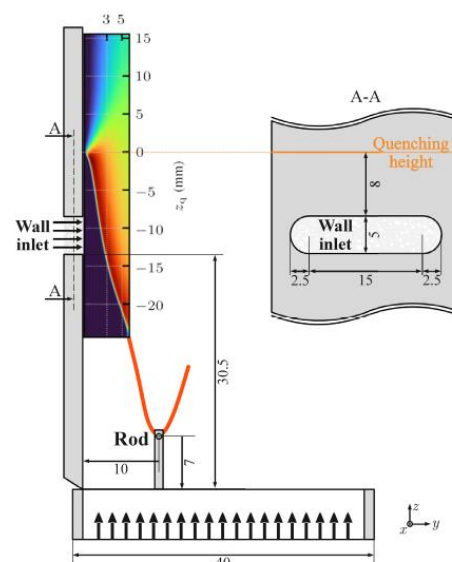 3 5
15
10
5
0
−5
−10
−15
−20
z_q (mm)
A
Wall
inlet
A
30.5
Rod
10
7
40
z
x
y
A-A
Quenching
height
8
Wall
inlet
5
2.5
15
2.5